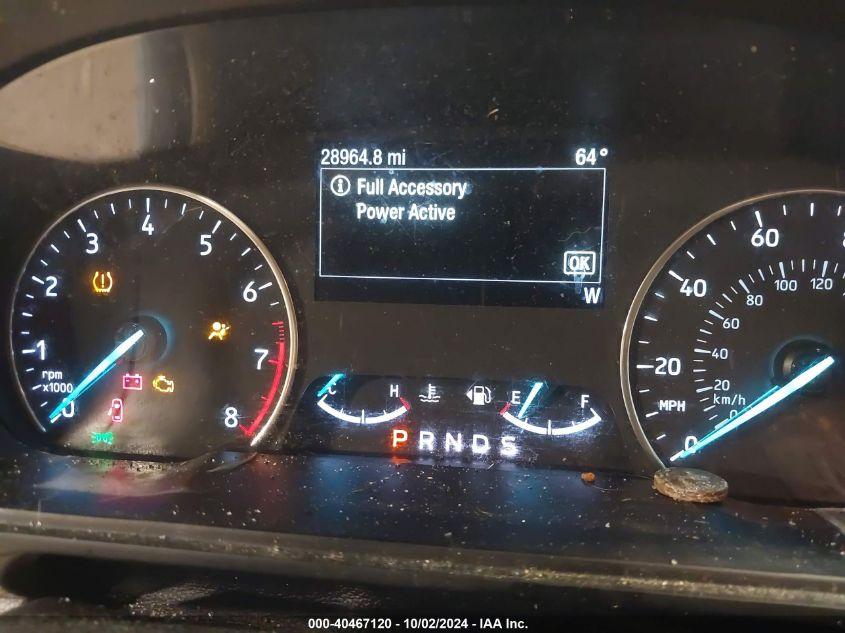 28964.8 mi 64°
Full Accessory
Power Active
OK
W
0 1 2 3 4 5 6 7 8
rpm
x1000
C H
E F
P R N D S
0 20 40 60
MPH
0 20 40 60 80 100 120
km/h
000-40467120 - 10/02/2024 - IAA Inc.